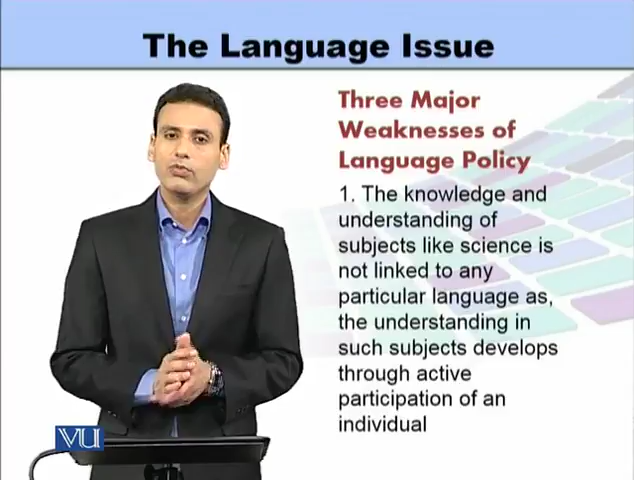 The Language Issue
Three Major
Weaknesses of
Language Policy
1. The knowledge and
understanding of
subjects like science is
not linked to any
particular language as,
the understanding in
such subjects develops
through active
participation of an
individual
VU